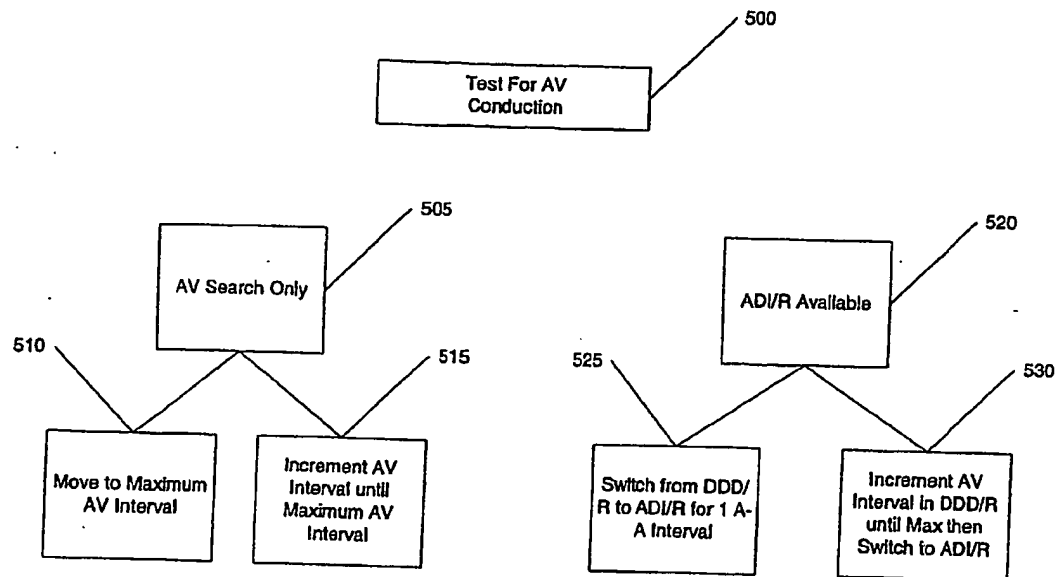 500
Test For AV
Conduction
505
AV Search Only
520
ADI/R Available
510
Move to Maximum
AV Interval
515
Increment AV
Interval until
Maximum AV
Interval
525
Switch from DDD/
R to ADI/R for 1 A-
A Interval
530
Increment AV
Interval in DDD/R
until Max then
Switch to ADI/R